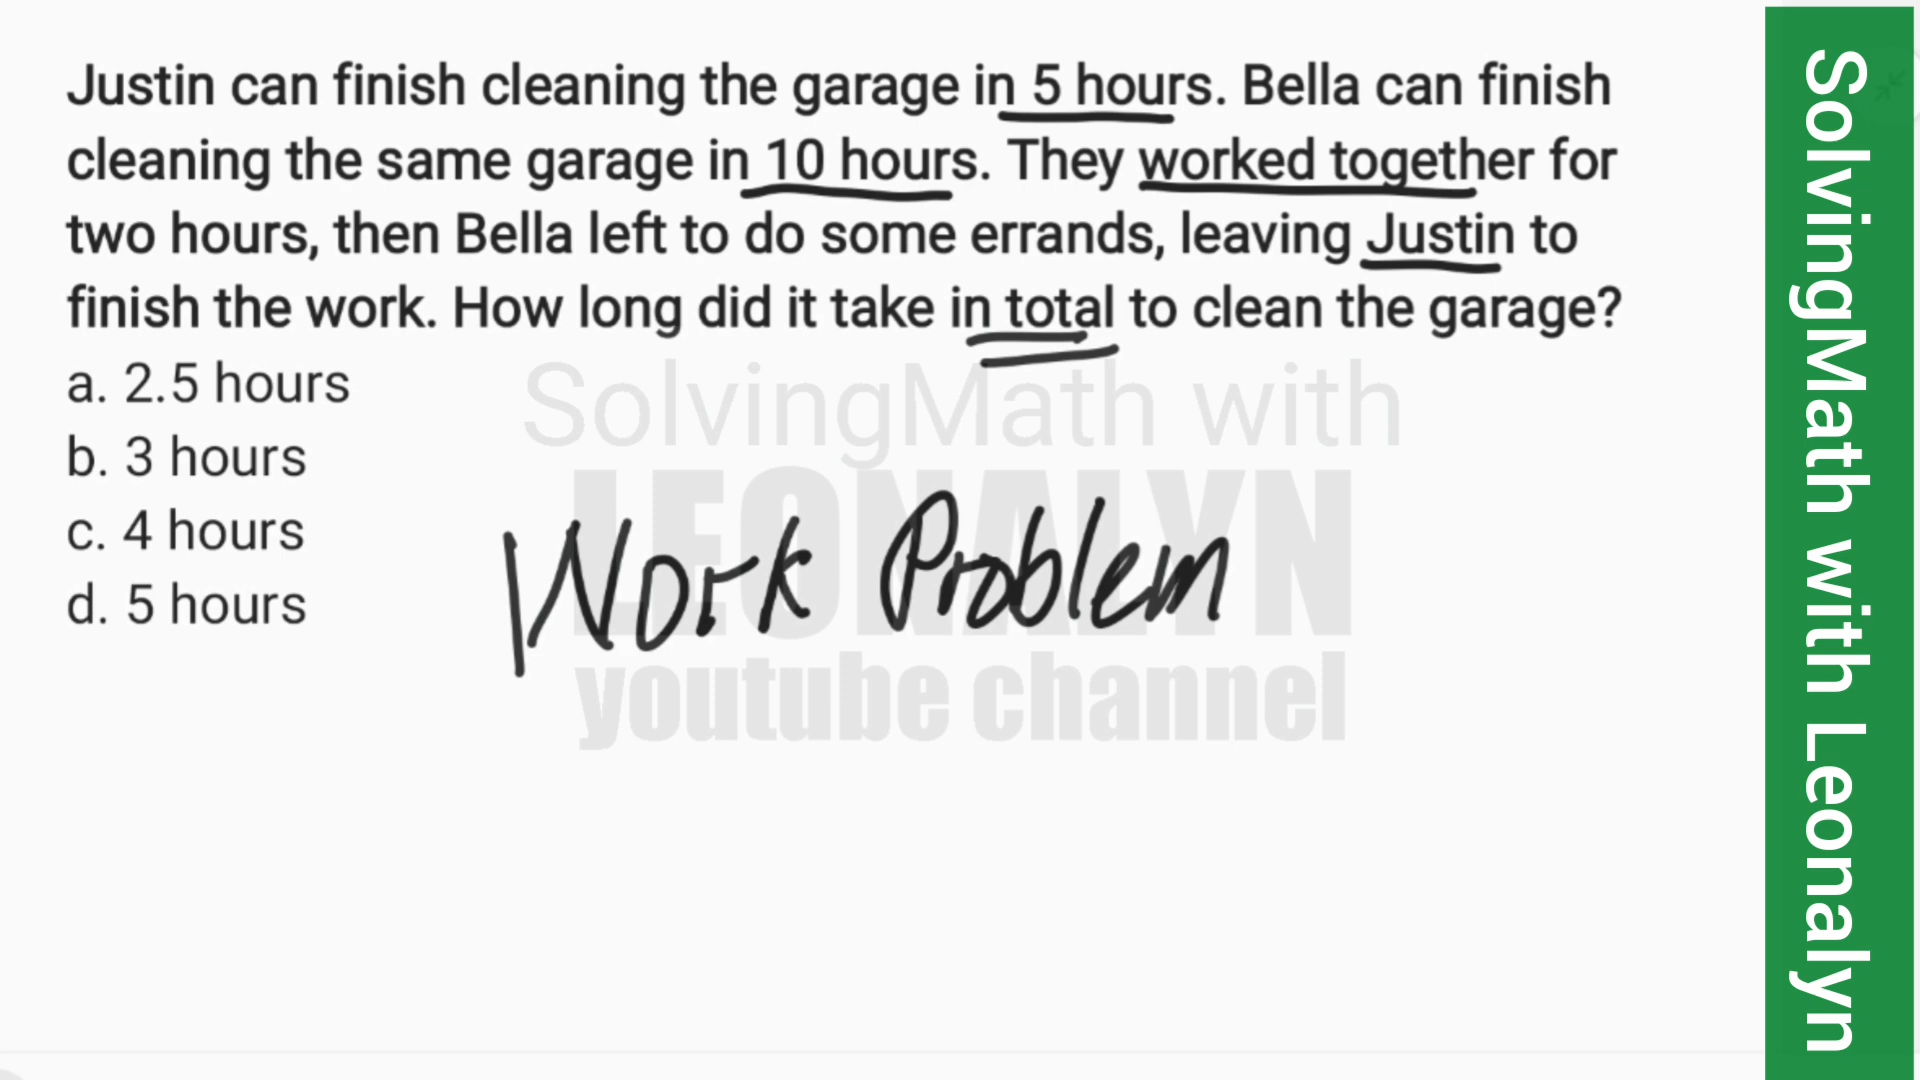 Justin can finish cleaning the garage in 5 hours. Bella can finish
cleaning the same garage in 10 hours. They worked together for
two hours, then Bella left to do some errands, leaving Justin to
finish the work. How long did it take in total to clean the garage?
a. 2.5 hours
b. 3 hours
c. 4 hours
d. 5 hours
SolvingMath with
LEONALYN
youtube channel
Work Problem
SolvingMath with Leonalyn